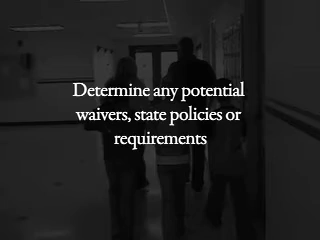 Determine any potential
waivers, state policies or
requirements